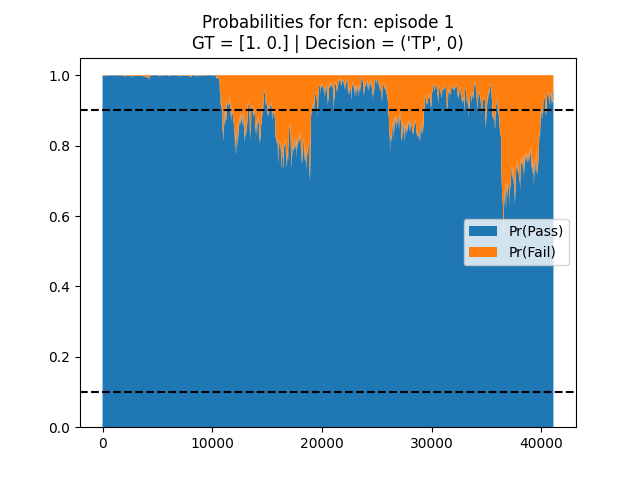 Probabilities for fcn: episode 1
GT = [1. 0.] | Decision = ('TP', 0)
1.0
0.8
0.6
0.4
0.2
0.0
Pr(Pass)
Pr(Fail)
0
10000
20000
30000
40000